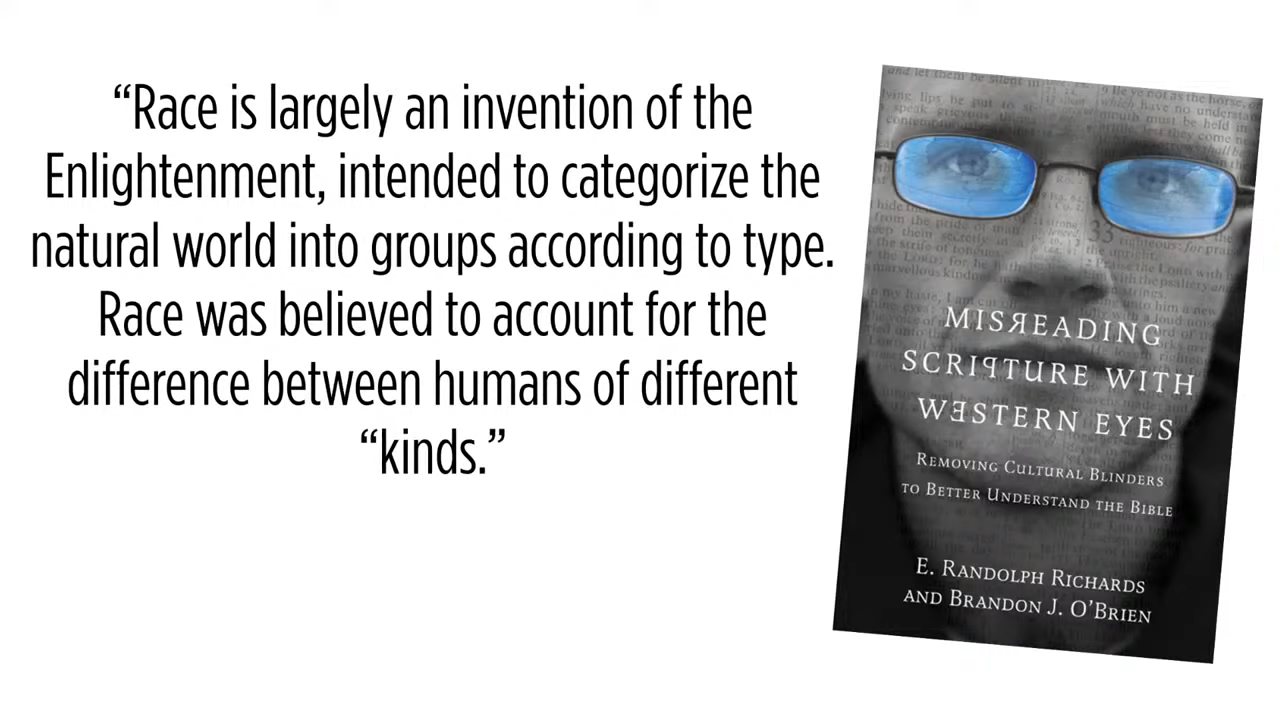 “Race is largely an invention of the
Enlightenment, intended to categorize the
natural world into groups according to type.
Race was believed to account for the
difference between humans of different
“kinds.”
MISЯEADING
SCRIPTURE WITH
WƎSTERN EYES
REMOVING CULTURAL BLINDERS
TO BETTER UNDERSTAND THE BIBLE
E. RANDOLPH RICHARDS
AND BRANDON J. O’BRIEN